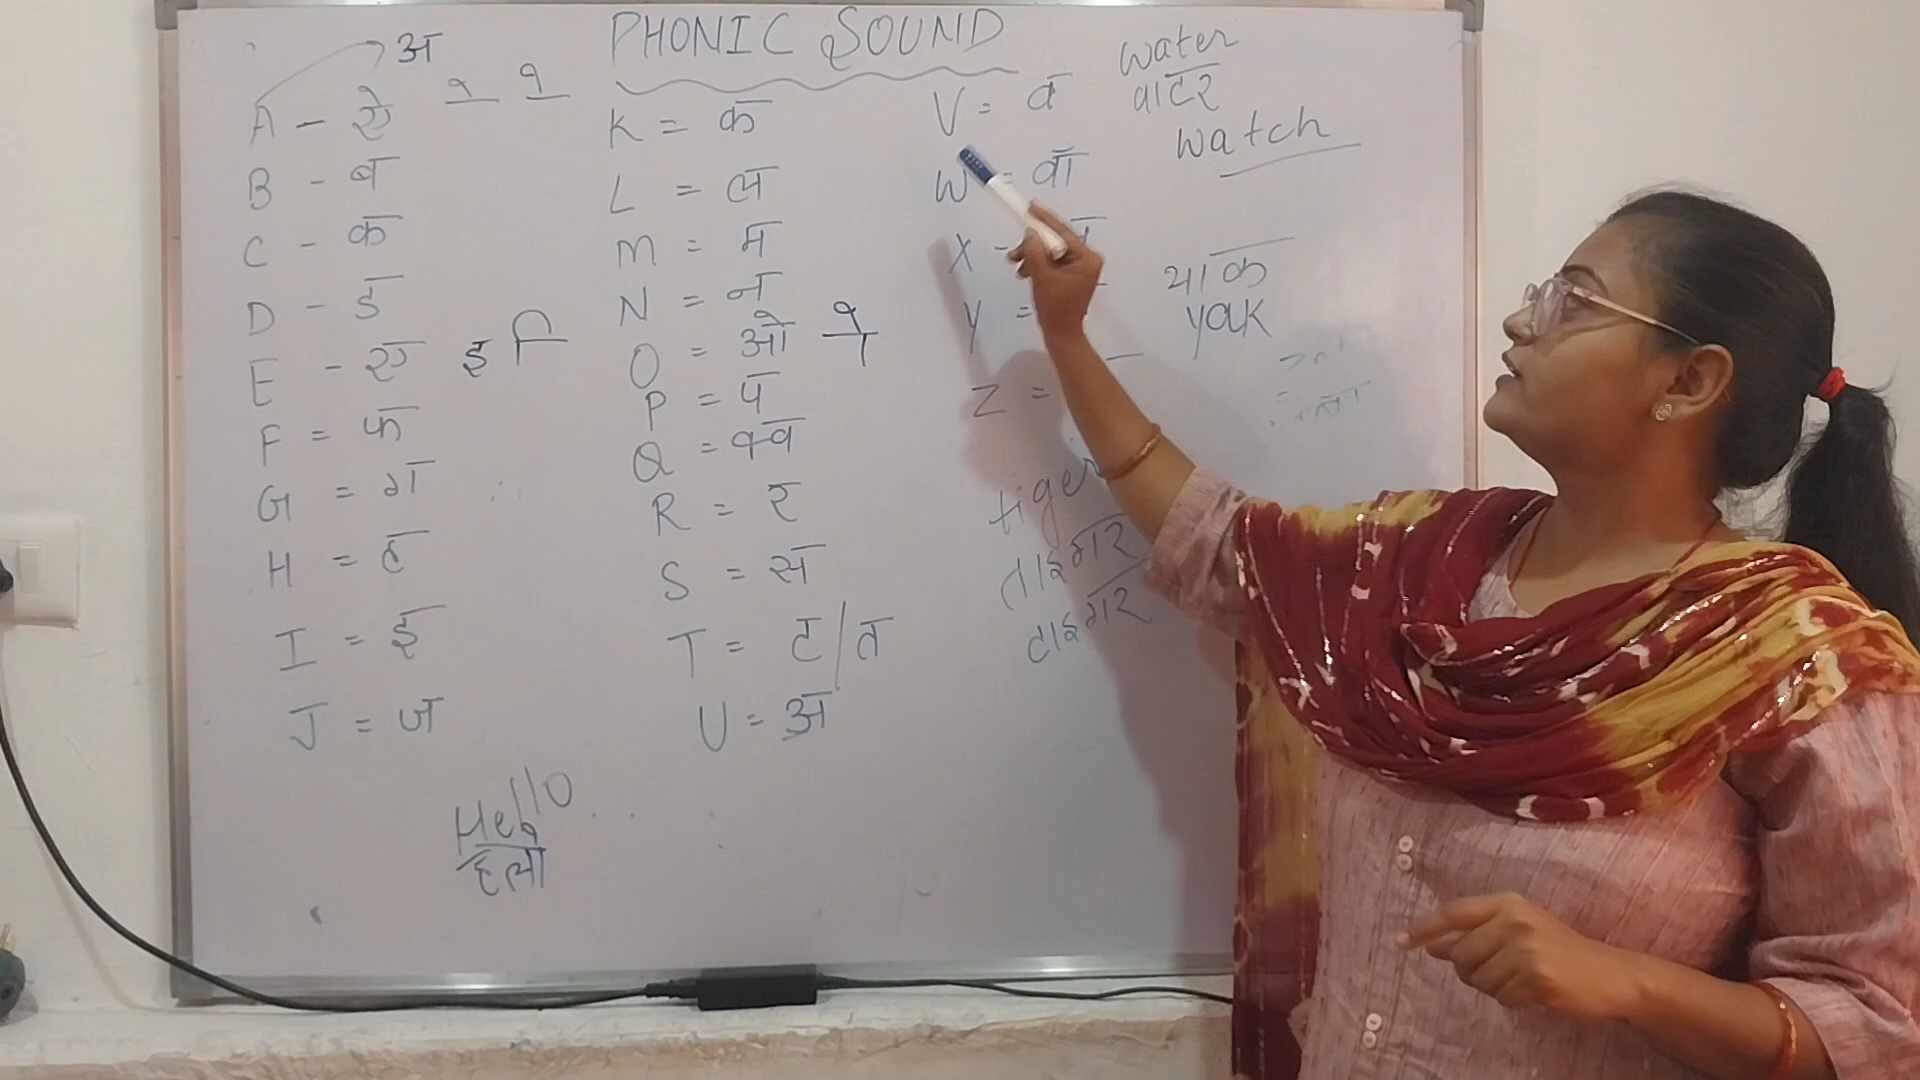 PHONIC SOUND
अ
A - ऐ
B - ब
C - क
D - ड
E - ए इ ि
F = फ
G = ग
H = ह
I = इ
J = ज
K = क
L = ल
M = म
N = न
O = ओ ो
P = प
Q = क्व
R = र
S = स
T = ट/त
U = अ
V = व
W = वॉ
X -
Y =
Z =
water
वाटर
watch
याक
yak
tiger
ताइगर
टाइगर
Hello
हेलो